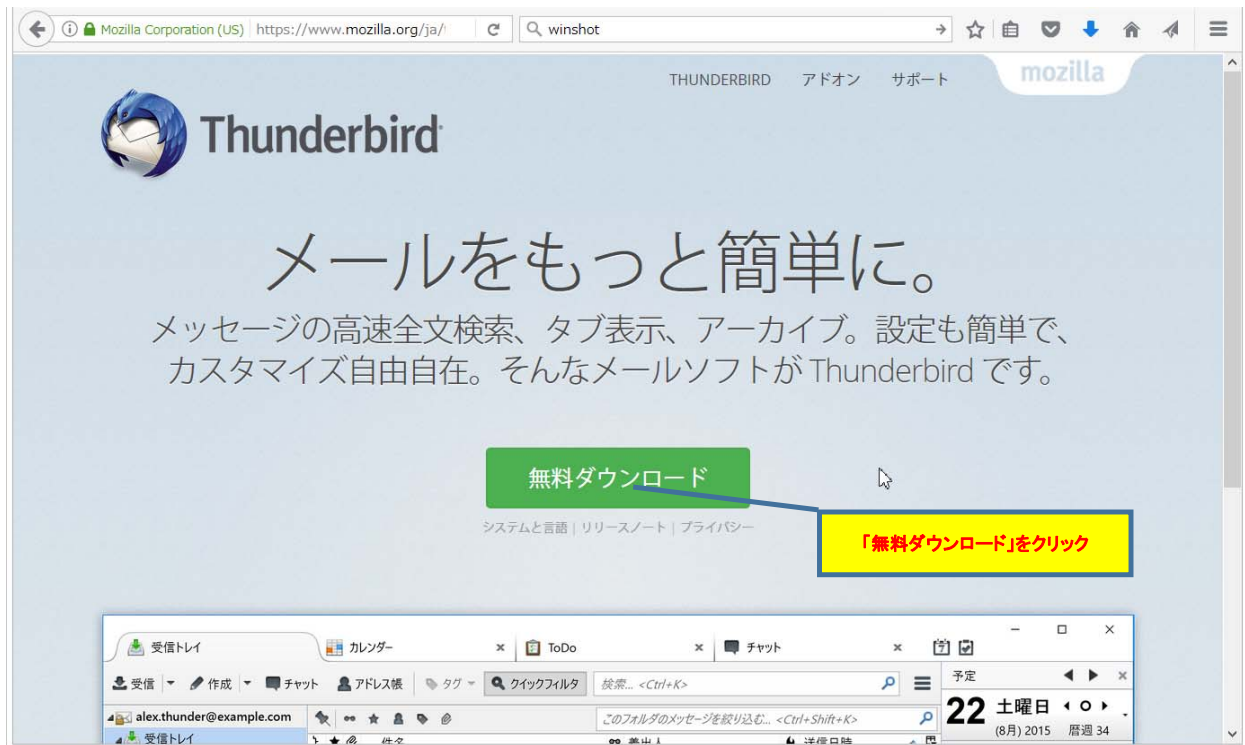 Mozilla Corporation (US) https://www.mozilla.org/ja/
winshot
THUNDERBIRD アドオン サポート
mozilla
Thunderbird
メールをもっと簡単に。
メッセージの高速全文検索、タブ表示、アーカイブ。設定も簡単で、
カスタマイズ自由自在。そんなメールソフトが Thunderbird です。
無料ダウンロード
システムと言語 | リリースノート | プライバシー
「無料ダウンロード」をクリック
受信トレイ カレンダー ToDo チャット
受信 作成 チャット アドレス帳 タグ クイックフィルタ 検索... <Ctrl+K>
予定
alex.thunder@example.com
このフォルダのメッセージを絞り込む... <Ctrl+Shift+K>
22 土曜日
(8月) 2015 暦週 34
受信トレイ 件名 差出人 送信日時